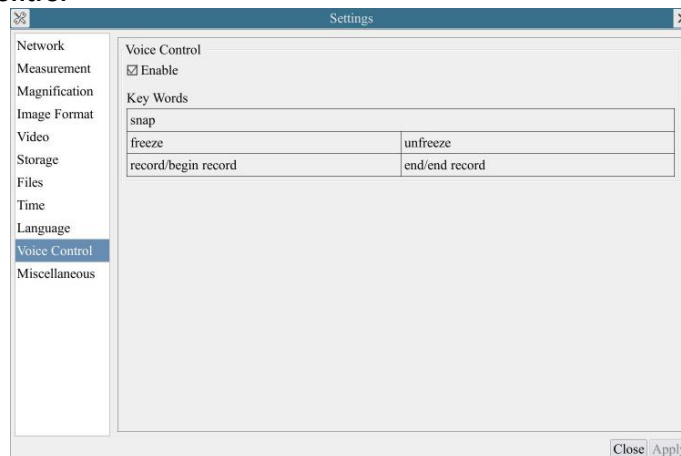 Settings
Network
Measurement
Magnification
Image Format
Video
Storage
Files
Time
Language
Voice Control
Miscellaneous
Voice Control
Enable
Key Words
snap
freeze unfreeze
record/begin record end/end record
Close Apply